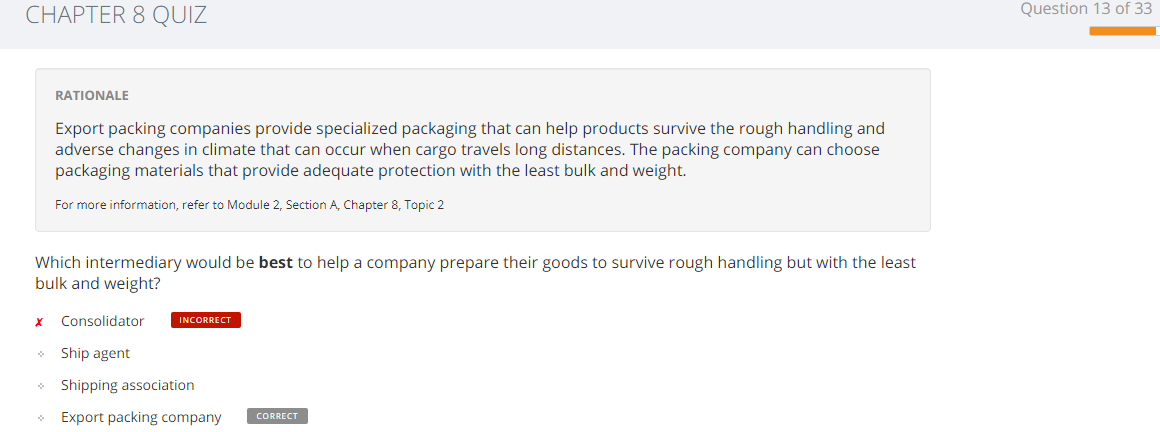 CHAPTER 8 QUIZ
Question 13 of 33
RATIONALE
Export packing companies provide specialized packaging that can help products survive the rough handling and
adverse changes in climate that can occur when cargo travels long distances. The packing company can choose
packaging materials that provide adequate protection with the least bulk and weight.
For more information, refer to Module 2, Section A, Chapter 8, Topic 2
Which intermediary would be best to help a company prepare their goods to survive rough handling but with the least
bulk and weight?
✗ Consolidator INCORRECT
Ship agent
Shipping association
Export packing company CORRECT